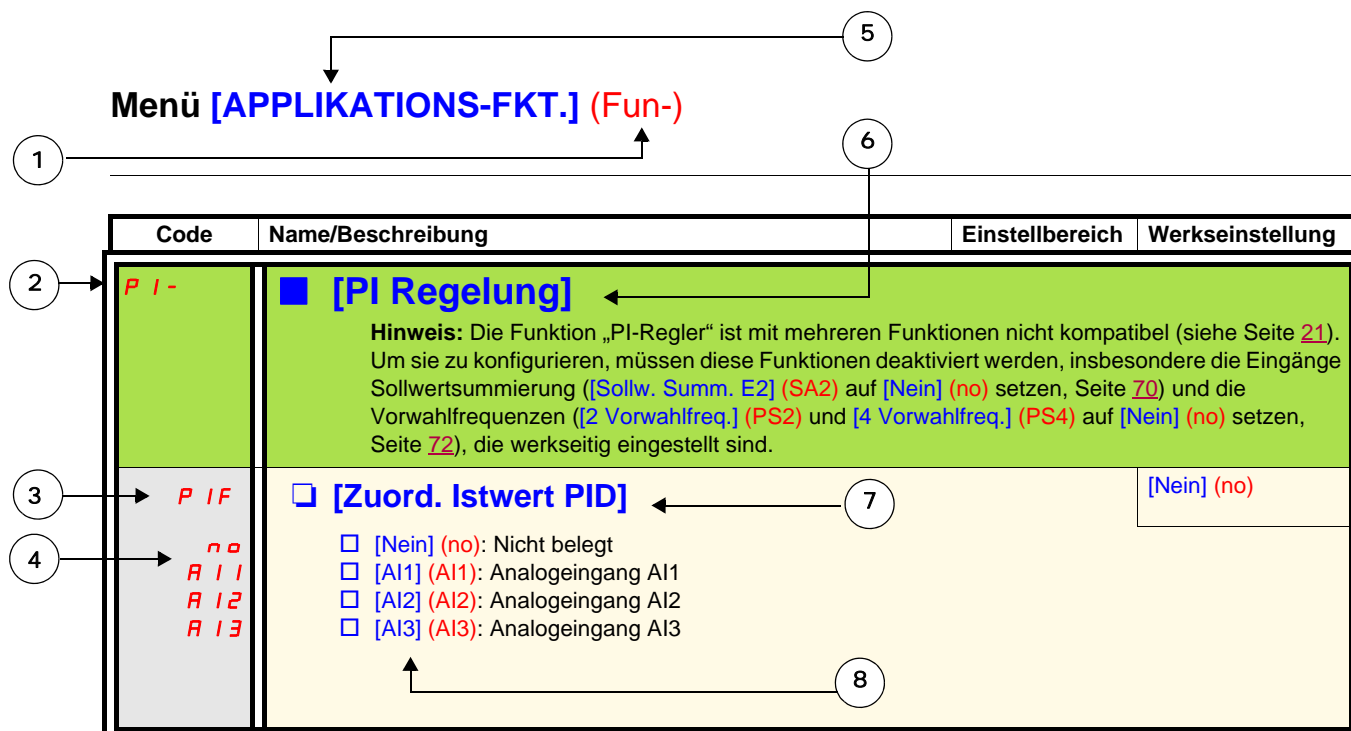 5
Menü [APPLIKATIONS-FKT.] (Fun-)
1
6
Code Name/Beschreibung Einstellbereich Werkseinstellung
2
PI- [PI Regelung]
Hinweis: Die Funktion „PI-Regler“ ist mit mehreren Funktionen nicht kompatibel (siehe Seite 21).
Um sie zu konfigurieren, müssen diese Funktionen deaktiviert werden, insbesondere die Eingänge
Sollwertsummierung ([Sollw. Summ. E2] (SA2) auf [Nein] (no) setzen, Seite 70) und die
Vorwahlfrequenzen ([2 Vorwahlfreq.] (PS2) und [4 Vorwahlfreq.] (PS4) auf [Nein] (no) setzen,
Seite 72), die werkseitig eingestellt sind.
3 PIF [Zuord. Istwert PID] 7 [Nein] (no)
4 no [Nein] (no): Nicht belegt
AI1 [AI1] (AI1): Analogeingang AI1
AI2 [AI2] (AI2): Analogeingang AI2
AI3 [AI3] (AI3): Analogeingang AI3
8